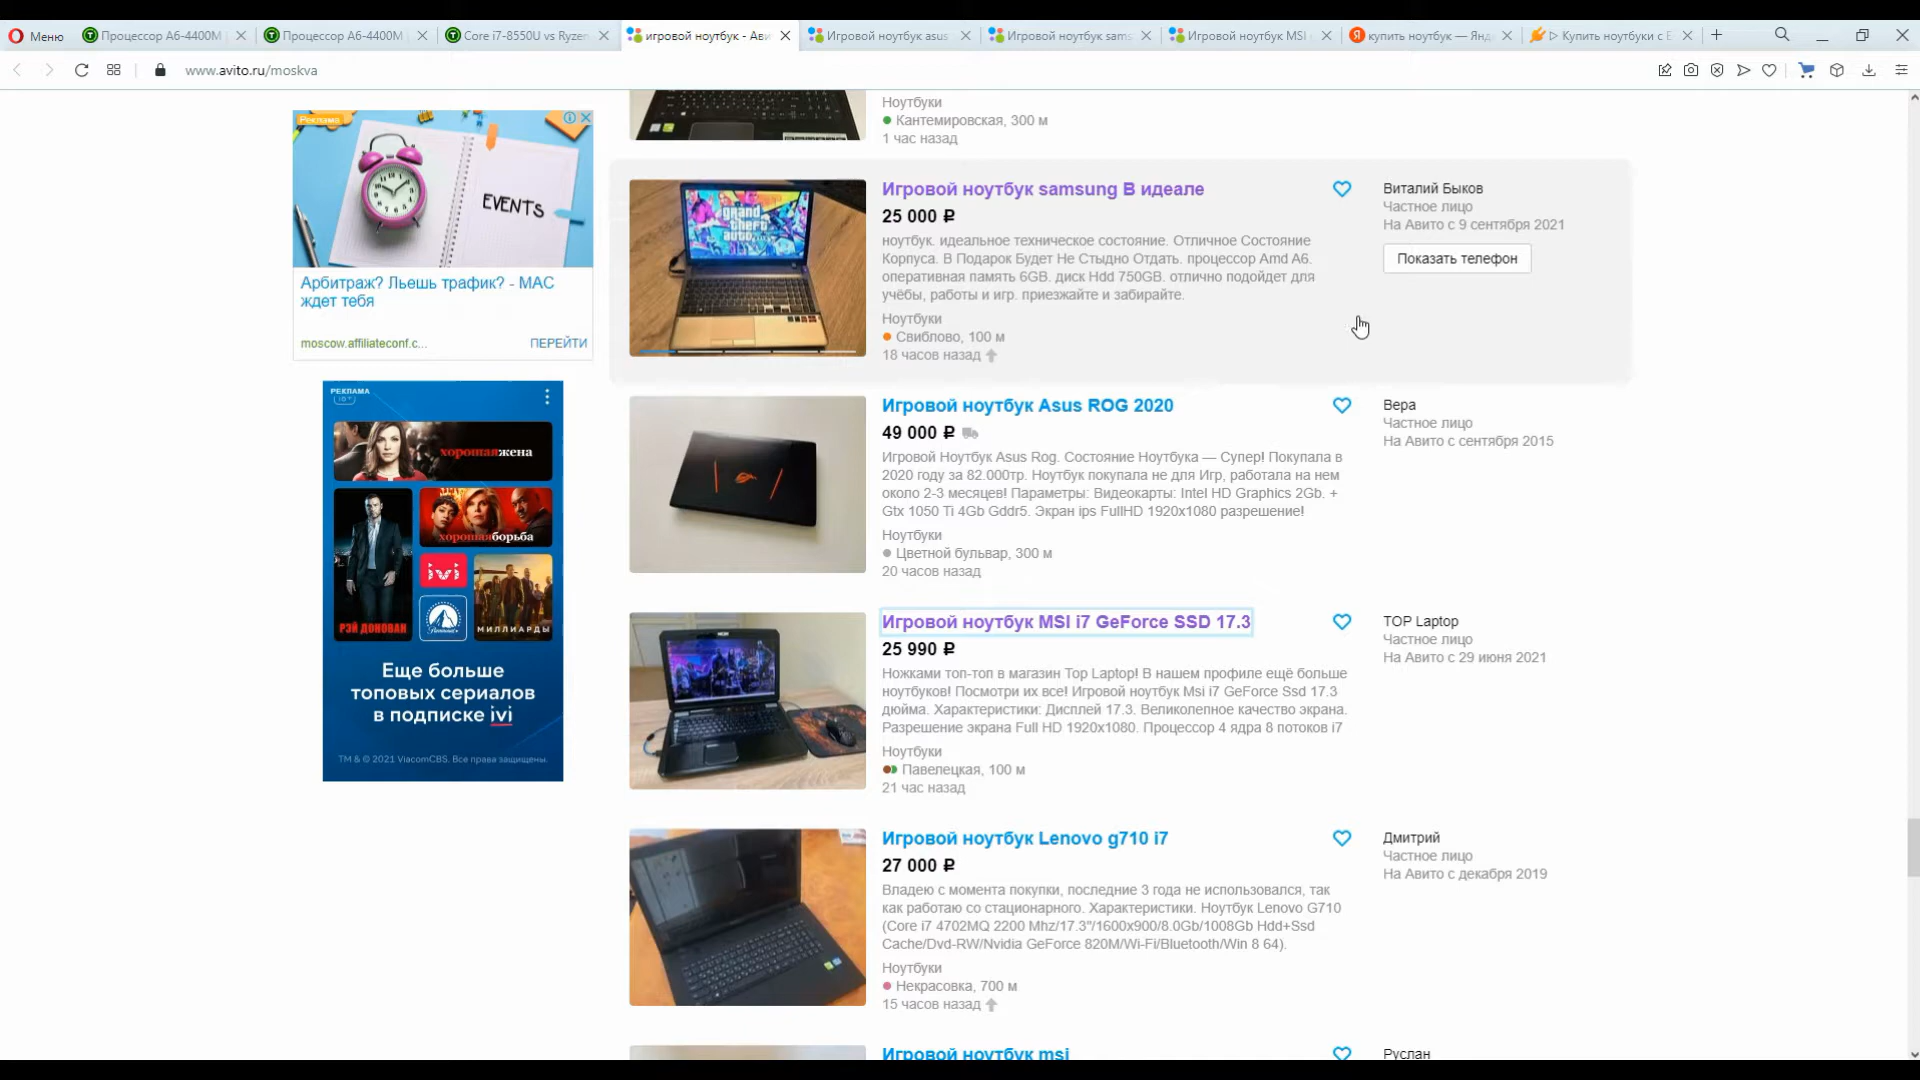 Меню
Процессор A6-4400M
Процессор A6-4400M
Core i7-8550U vs Ryzen
игровой ноутбук - Ави
Игровой ноутбук asus
Игровой ноутбук sams
Игровой ноутбук MSI
купить ноутбук — Янд
Купить ноутбуки с Е
www.avito.ru/moskva
Реклама
EVENTS
Арбитраж? Льешь трафик? - МАС
ждет тебя
moscow.affiliateconf.c...
ПЕРЕЙТИ
РЕКЛАМА
хорошаяжена
хорошаяборьба
ivi
Paramount+
РЭЙ ДОНОВАН
МИЛЛИАРДЫ
Еще больше
топовых сериалов
в подписке ivi
TM & © 2021 ViacomCBS. Все права защищены.
Ноутбуки
Кантемировская, 300 м
1 час назад
Игровой ноутбук samsung В идеале
25 000 ₽
ноутбук. идеальное техническое состояние. Отличное Состояние
Корпуса. В Подарок Будет Не Стыдно Отдать. процессор Amd A6.
оперативная память 6GB. диск Hdd 750GB. отлично подойдет для
учёбы, работы и игр. приезжайте и забирайте.
Ноутбуки
Свиблово, 100 м
18 часов назад
Виталий Быков
Частное лицо
На Авито с 9 сентября 2021
Показать телефон
grand
theft
auto
Игровой ноутбук Asus ROG 2020
49 000 ₽
Игровой Ноутбук Asus Rog. Состояние Ноутбука — Супер! Покупала в
2020 году за 82.000тр. Ноутбук покупала не для Игр, работала на нем
около 2-3 месяцев! Параметры: Видеокарты: Intel HD Graphics 2Gb. +
Gtx 1050 Ti 4Gb Gddr5. Экран ips FullHD 1920x1080 разрешение!
Ноутбуки
Цветной бульвар, 300 м
20 часов назад
Вера
Частное лицо
На Авито с сентября 2015
Игровой ноутбук MSI i7 GeForce SSD 17.3
25 990 ₽
Ножками топ-топ в магазин Top Laptop! В нашем профиле ещё больше
ноутбуков! Посмотри их все! Игровой ноутбук Msi i7 GeForce Ssd 17.3
дюйма. Характеристики: Дисплей 17.3. Великолепное качество экрана.
Разрешение экрана Full HD 1920x1080. Процессор 4 ядра 8 потоков i7
Ноутбуки
Павелецкая, 100 м
21 час назад
TOP Laptop
Частное лицо
На Авито с 29 июня 2021
Игровой ноутбук Lenovo g710 i7
27 000 ₽
Владею с момента покупки, последние 3 года не использовался, так
как работаю со стационарного. Характеристики. Ноутбук Lenovo G710
(Core i7 4702MQ 2200 Mhz/17.3"/1600x900/8.0Gb/1008Gb Hdd+Ssd
Cache/Dvd-RW/Nvidia GeForce 820M/Wi-Fi/Bluetooth/Win 8 64).
Ноутбуки
Некрасовка, 700 м
15 часов назад
Дмитрий
Частное лицо
На Авито с декабря 2019
Игровой ноутбук msi
Руслан